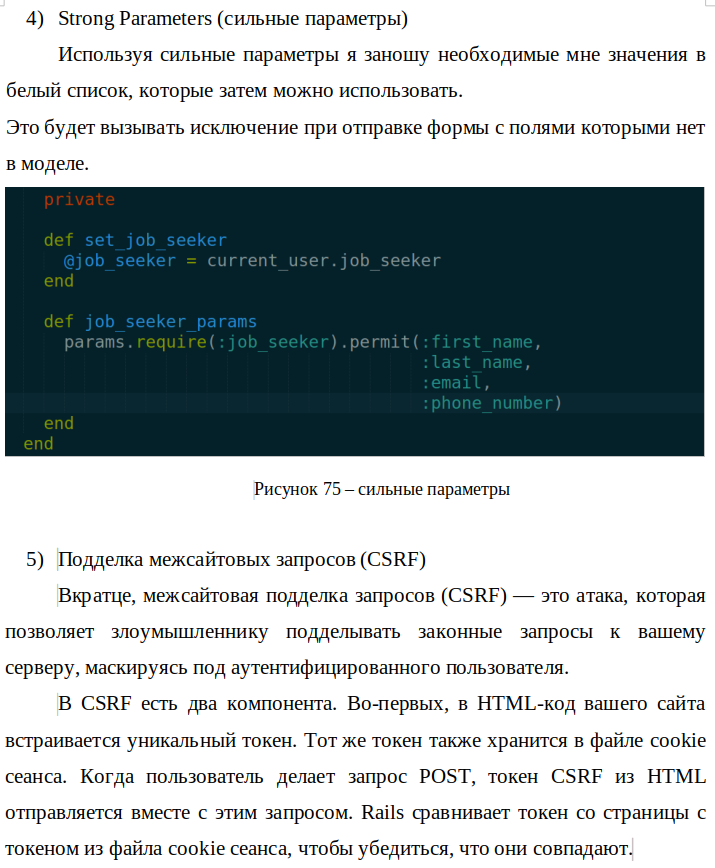 4) Strong Parameters (сильные параметры)
Используя сильные параметры я заношу необходимые мне значения в
белый список, которые затем можно использовать.
Это будет вызывать исключение при отправке формы с полями которыми нет
в моделе.
private
def set_job_seeker
@job_seeker = current_user.job_seeker
end
def job_seeker_params
params.require(:job_seeker).permit(:first_name,
:last_name,
:email,
:phone_number)
end
end
Рисунок 75 – сильные параметры
5) Подделка межсайтовых запросов (CSRF)
Вкратце, межсайтовая подделка запросов (CSRF) — это атака, которая
позволяет злоумышленнику подделывать законные запросы к вашему
серверу, маскируясь под аутентифицированного пользователя.
В CSRF есть два компонента. Во-первых, в HTML-код вашего сайта
встраивается уникальный токен. Тот же токен также хранится в файле cookie
сеанса. Когда пользователь делает запрос POST, токен CSRF из HTML
отправляется вместе с этим запросом. Rails сравнивает токен со страницы с
токеном из файла cookie сеанса, чтобы убедиться, что они совпадают.